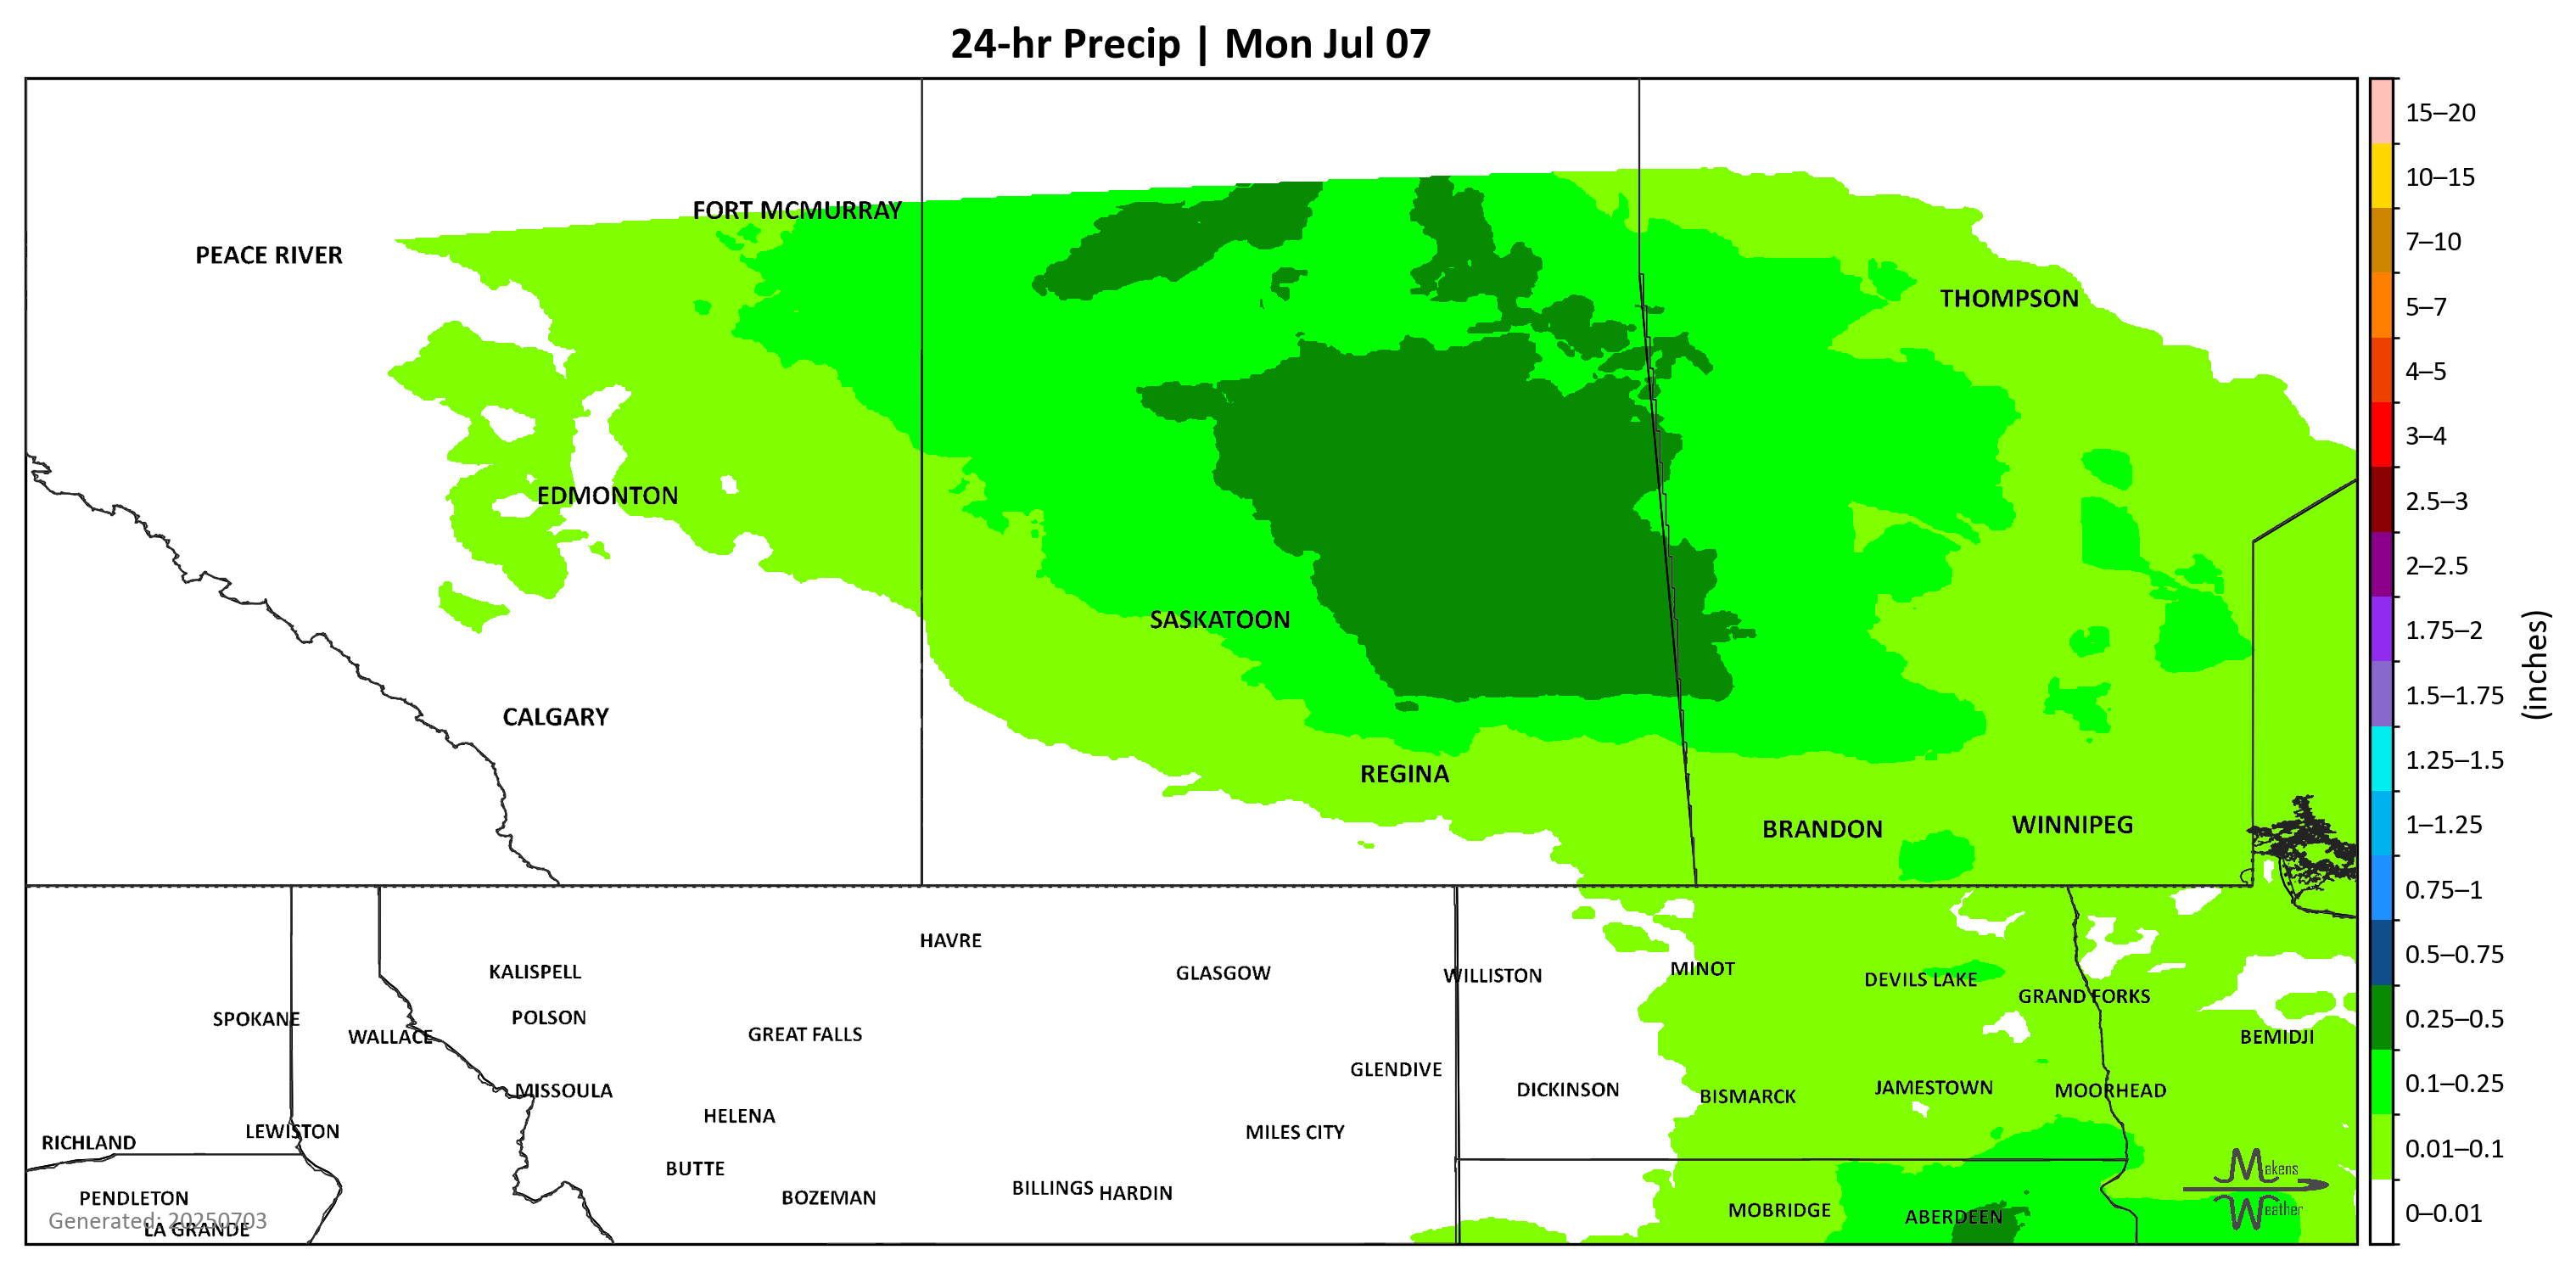 24-hr Precip | Mon Jul 07
15–20
10–15
7–10
5–7
4–5
3–4
2.5–3
2–2.5
1.75–2
1.5–1.75
1.25–1.5
1–1.25
0.75–1
0.5–0.75
0.25–0.5
0.1–0.25
0.01–0.1
0–0.01
(inches)
FORT MCMURRAY
PEACE RIVER
THOMPSON
EDMONTON
SASKATOON
CALGARY
REGINA
BRANDON
WINNIPEG
HAVRE
KALISPELL
GLASGOW
WILLISTON
MINOT
DEVILS LAKE
GRAND FORKS
SPOKANE
POLSON
WALLACE
GREAT FALLS
BEMIDJI
GLENDIVE
MISSOULA
DICKINSON
BISMARCK
JAMESTOWN
MOORHEAD
HELENA
LEWISTON
MILES CITY
RICHLAND
BUTTE
PENDLETON
BOZEMAN
BILLINGS
HARDIN
MOBRIDGE
ABERDEEN
Generated: 20250703
LA GRANDE
Makens
Weather